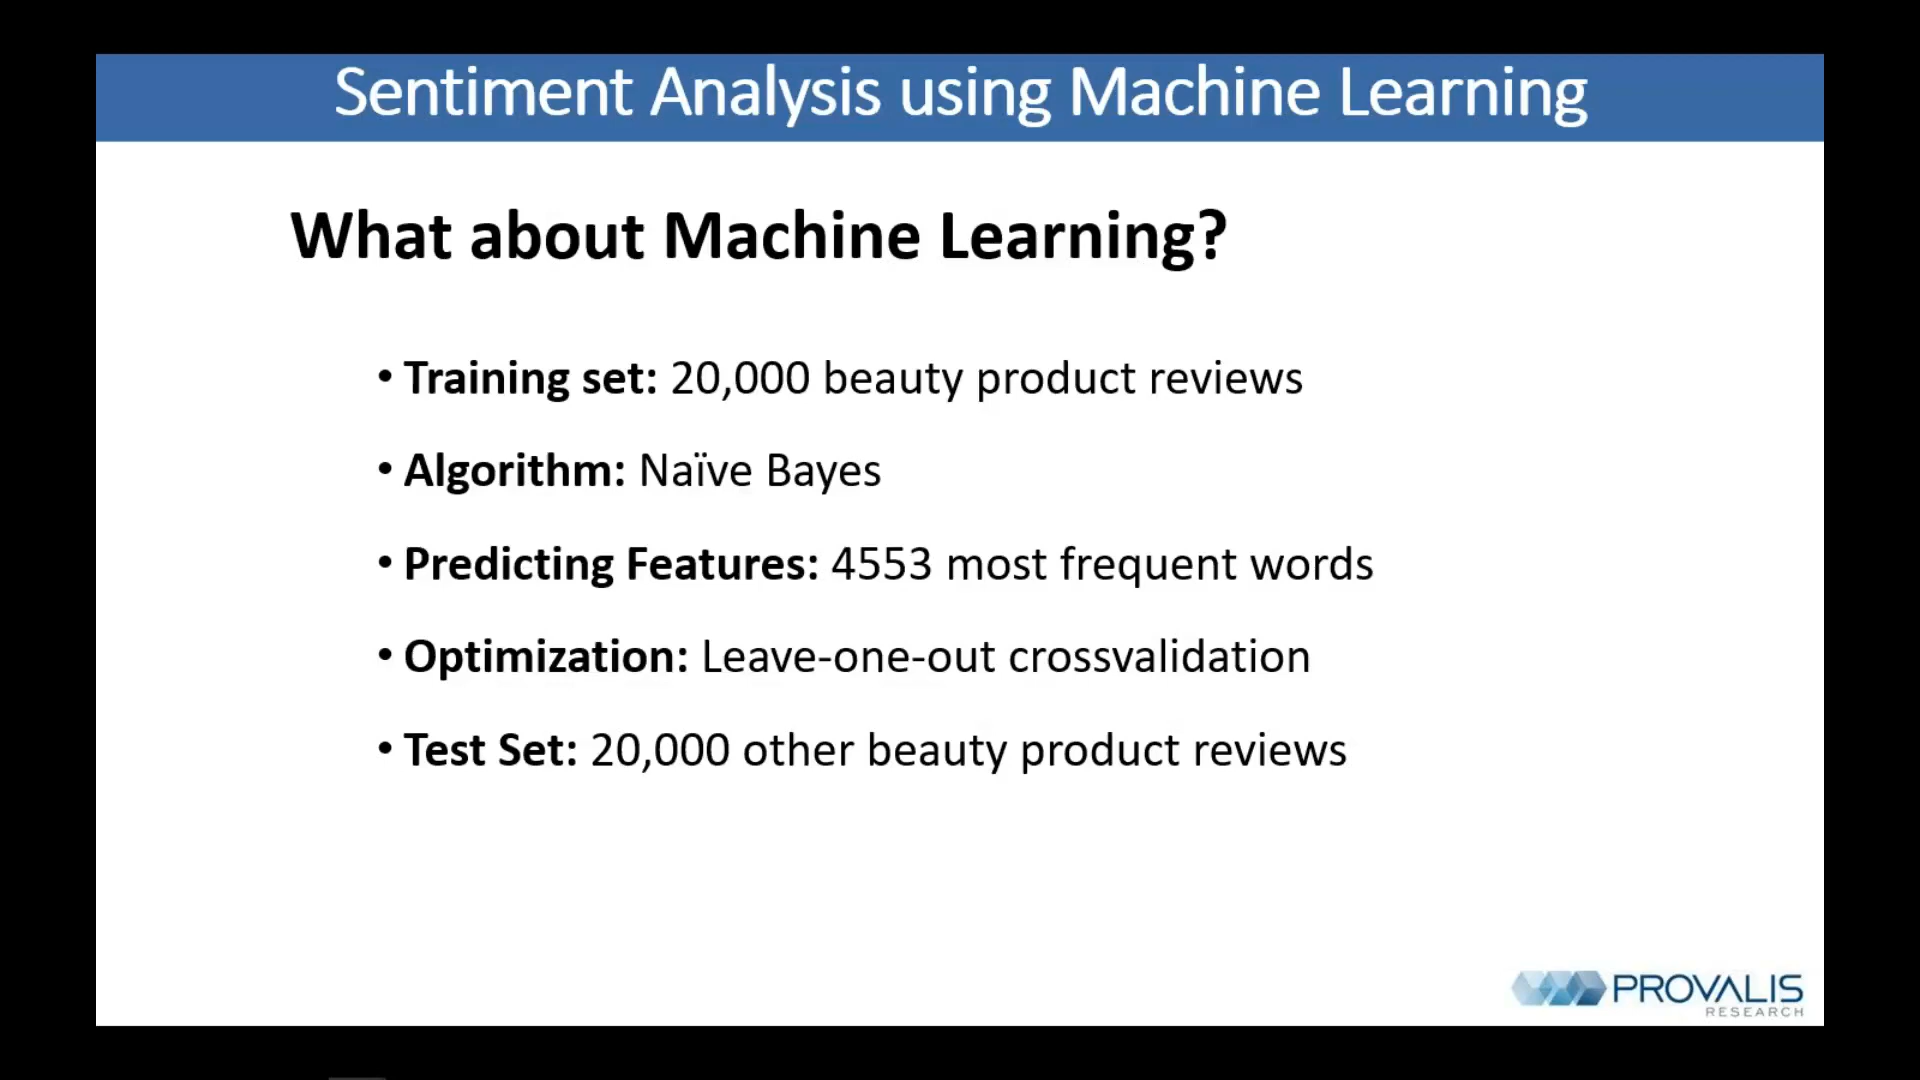 Sentiment Analysis using Machine Learning
What about Machine Learning?
• Training set: 20,000 beauty product reviews
• Algorithm: Naïve Bayes
• Predicting Features: 4553 most frequent words
• Optimization: Leave-one-out crossvalidation
• Test Set: 20,000 other beauty product reviews
PROVALIS
RESEARCH